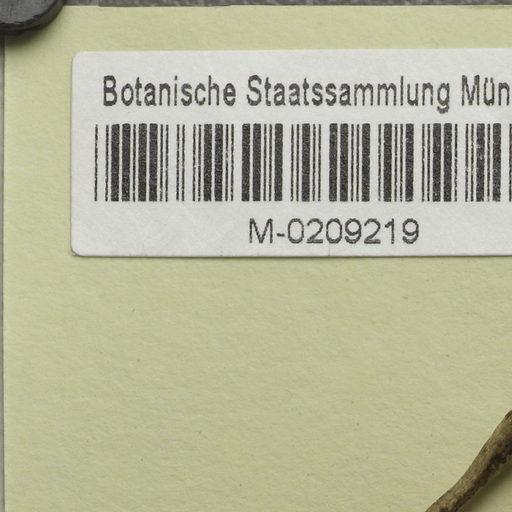 Botanische Staatssammlung Mün
M-0209219